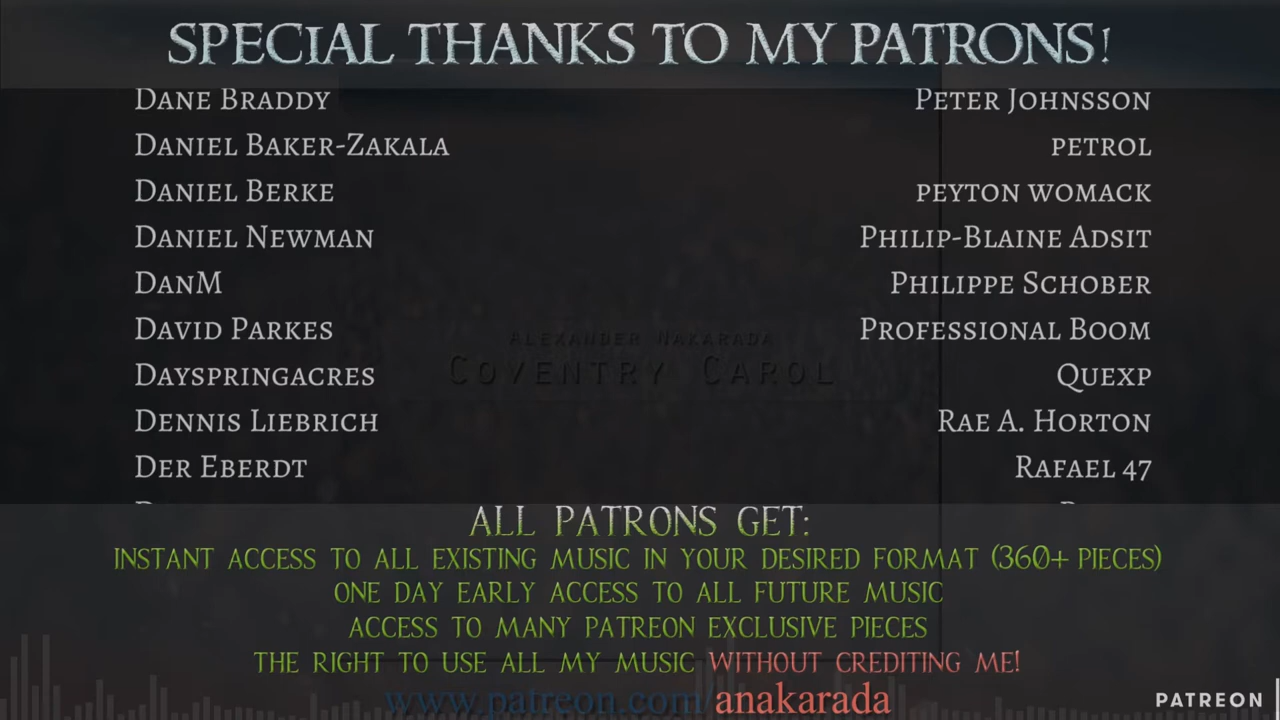 SPECIAL THANKS TO MY PATRONS!
Dane Braddy
Daniel Baker-Zakala
Daniel Berke
Daniel Newman
DanM
David Parkes
Dayspringacres
Dennis Liebrich
Der Eberdt
Peter Johnsson
petrol
peyton womack
Philip-Blaine Adsit
Philippe Schober
Professional Boom
Quexp
Rae A. Horton
Rafael 47
Alexander Nakarada
Coventry Carol
ALL PATRONS GET:
INSTANT ACCESS TO ALL EXISTING MUSIC IN YOUR DESIRED FORMAT (360+ PIECES)
ONE DAY EARLY ACCESS TO ALL FUTURE MUSIC
ACCESS TO MANY PATREON EXCLUSIVE PIECES
THE RIGHT TO USE ALL MY MUSIC WITHOUT CREDITING ME!
www.patreon.com/anakarada
PATREON